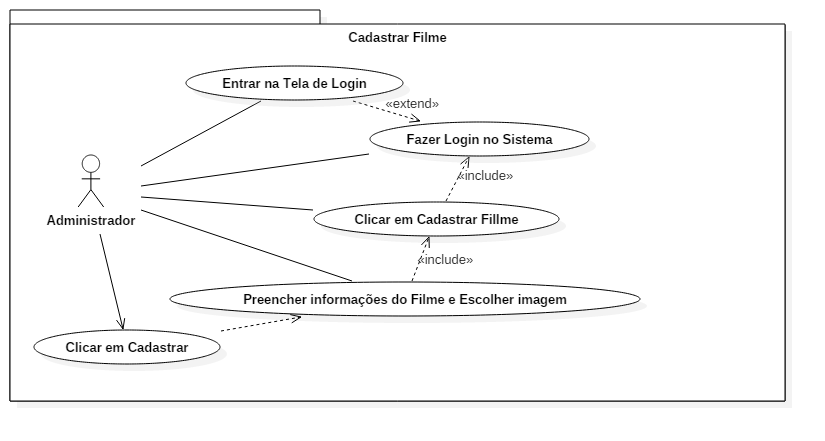 Cadastrar Filme
Entrar na Tela de Login
«extend»
Fazer Login no Sistema
«include»
Clicar em Cadastrar Fillme
Administrador
«include»
Preencher informações do Filme e Escolher imagem
Clicar em Cadastrar